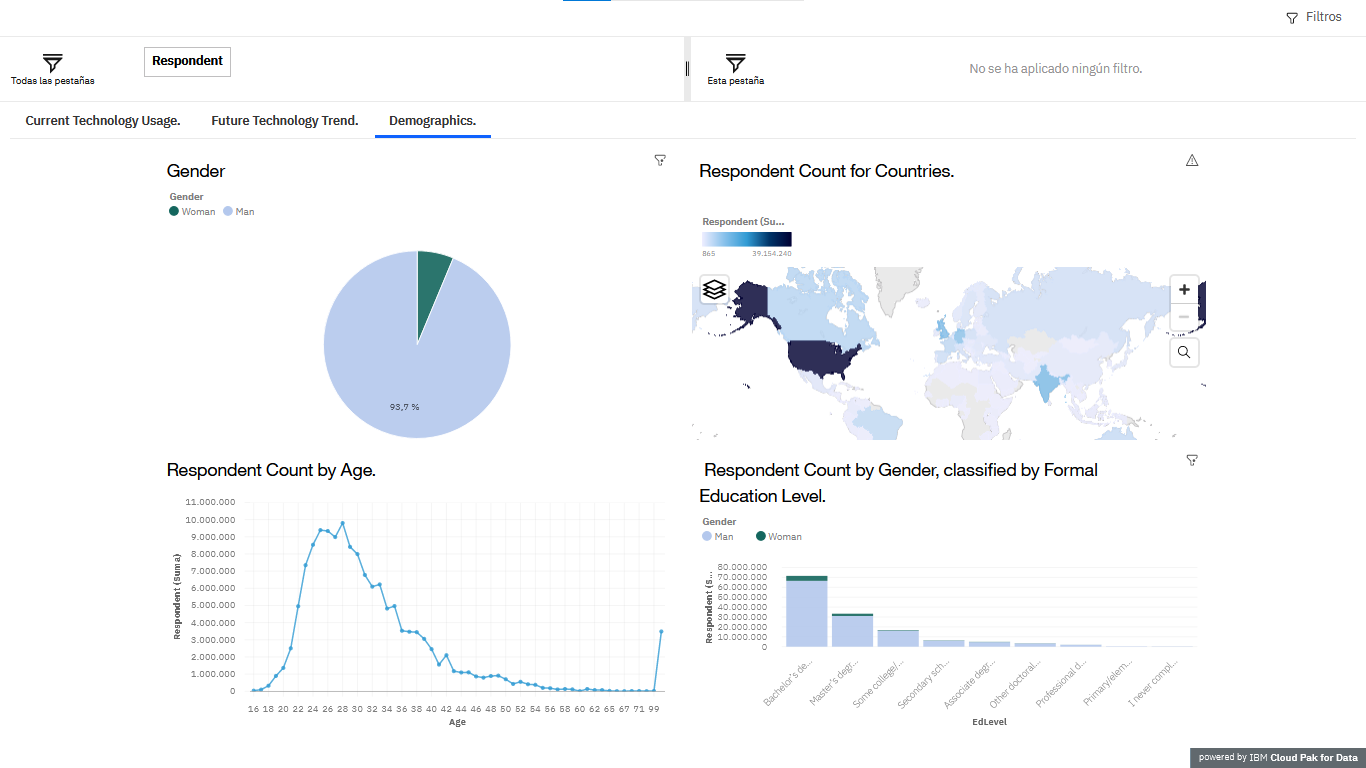 Filtros
Todas las pestañas
Respondent
Esta pestaña
No se ha aplicado ningún filtro.
Current Technology Usage.
Future Technology Trend.
Demographics.
Gender
Gender
Woman Man
93,7 %
Respondent Count for Countries.
Respondent (Su...
865 39.154.240
+
−
Respondent Count by Age.
Respondent (Suma)
11.000.000
10.000.000
9.000.000
8.000.000
7.000.000
6.000.000
5.000.000
4.000.000
3.000.000
2.000.000
1.000.000
0
16 18 20 22 24 26 28 30 32 34 36 38 40 42 44 46 48 50 52 54 56 58 60 62 65 67 71 99
Age
Respondent Count by Gender, classified by Formal
Education Level.
Gender
Man Woman
Respondent (S...
80.000.000
70.000.000
60.000.000
50.000.000
40.000.000
30.000.000
20.000.000
10.000.000
0
Bachelor's de... Master's degr... Some college/... Secondary sch... Associate degr... Other doctoral... Professional d... Primary/elem... I never compl...
EdLevel
powered by IBM Cloud Pak for Data